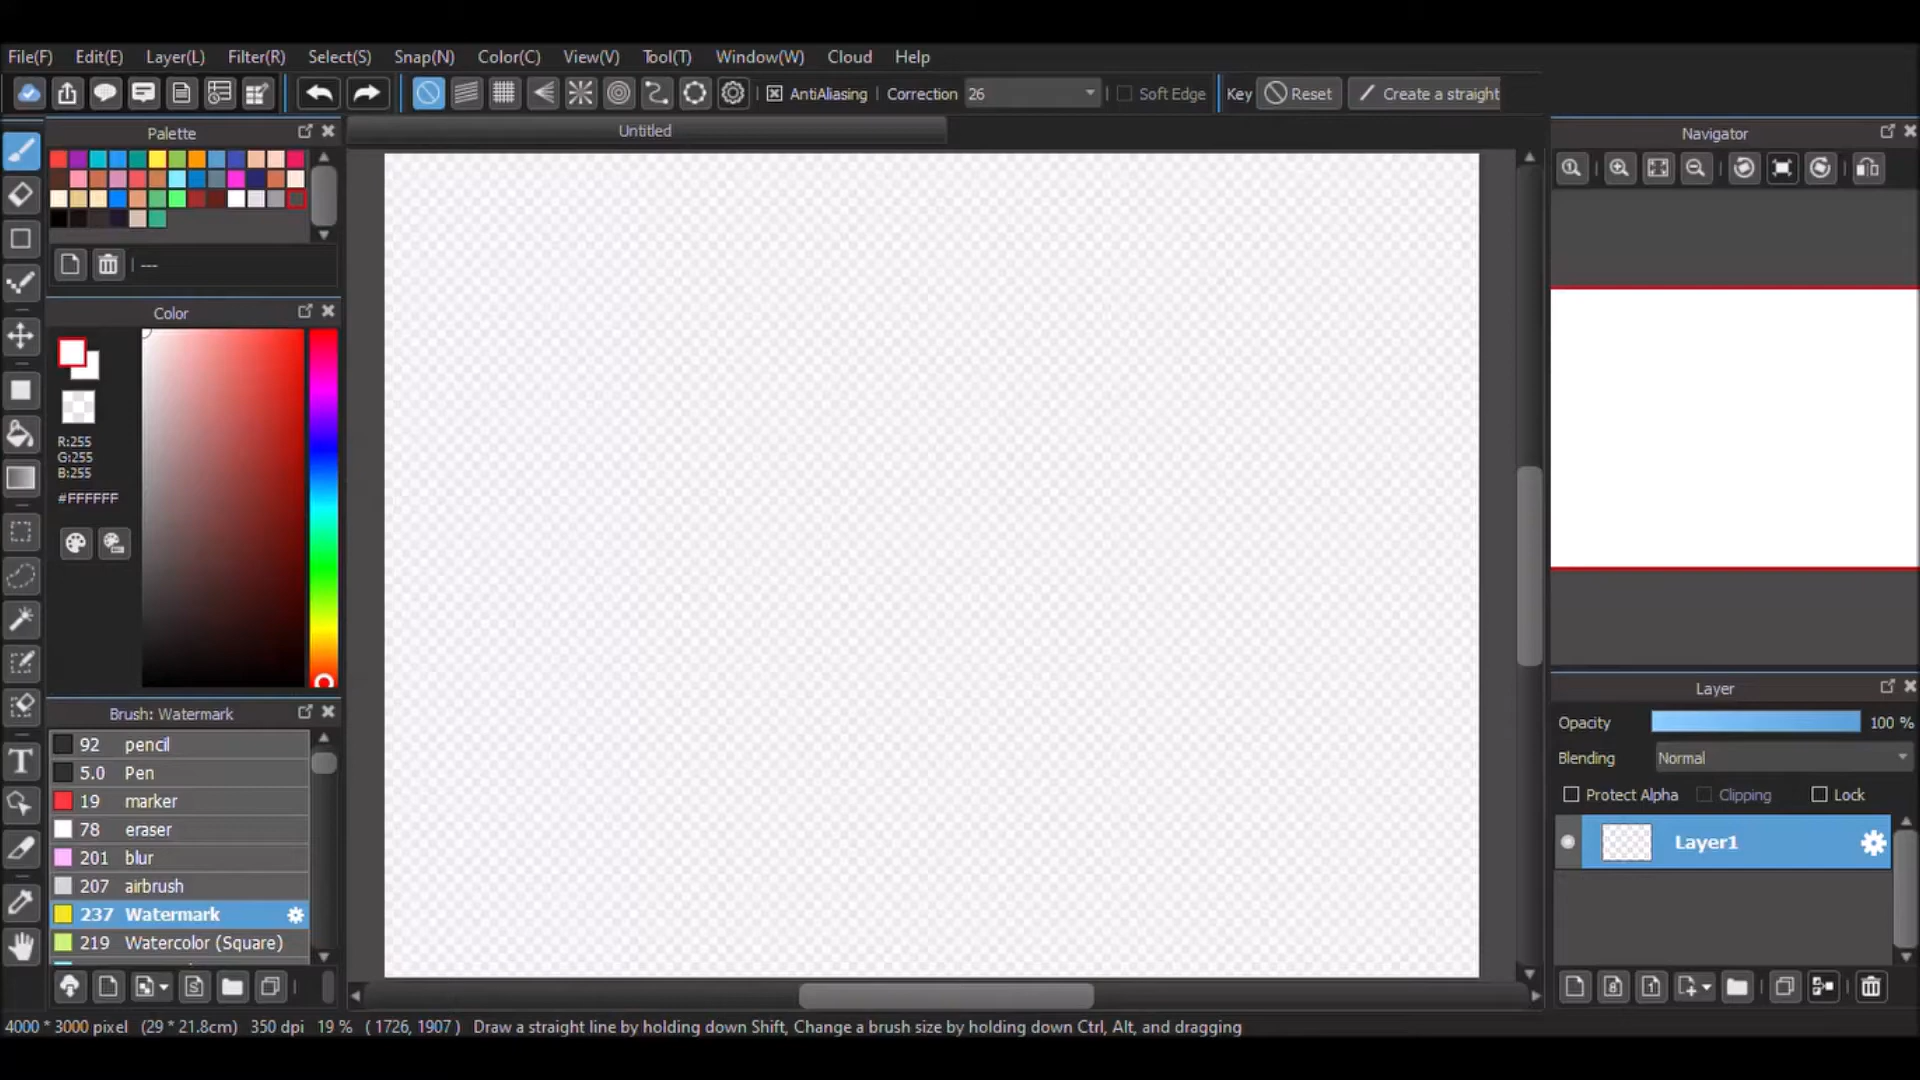 File(F) Edit(E) Layer(L) Filter(R) Select(S) Snap(N) Color(C) View(V) Tool(T) Window(W) Cloud Help
AntiAliasing Correction 26 Soft Edge Key Reset Create a straight
Palette
Untitled
Navigator
---
Color
R:255
G:255
B:255
#FFFFFF
Brush: Watermark
92 pencil
5.0 Pen
19 marker
78 eraser
201 blur
207 airbrush
237 Watermark
219 Watercolor (Square)
Layer
Opacity 100 %
Blending Normal
Protect Alpha Clipping Lock
Layer1
4000 * 3000 pixel (29 * 21.8cm) 350 dpi 19 % ( 1726, 1907 ) Draw a straight line by holding down Shift, Change a brush size by holding down Ctrl, Alt, and dragging